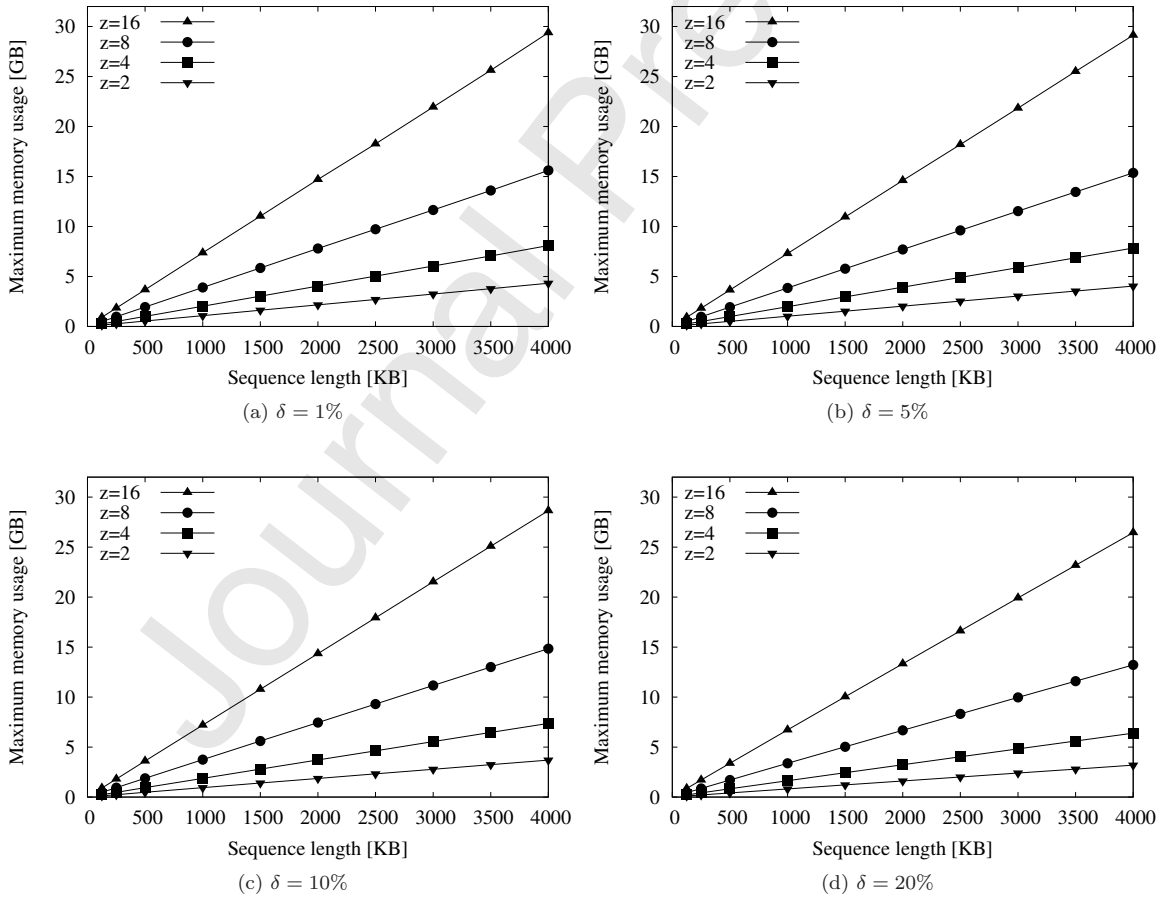 30
25
20
15
10
5
0
Maximum memory usage [GB]
z=16
z=8
z=4
z=2
0 500 1000 1500 2000 2500 3000 3500 4000
Sequence length [KB]
(a) δ = 1%
30
25
20
15
10
5
0
Maximum memory usage [GB]
z=16
z=8
z=4
z=2
0 500 1000 1500 2000 2500 3000 3500 4000
Sequence length [KB]
(b) δ = 5%
30
25
20
15
10
5
0
Maximum memory usage [GB]
z=16
z=8
z=4
z=2
0 500 1000 1500 2000 2500 3000 3500 4000
Sequence length [KB]
(c) δ = 10%
30
25
20
15
10
5
0
Maximum memory usage [GB]
z=16
z=8
z=4
z=2
0 500 1000 1500 2000 2500 3000 3500 4000
Sequence length [KB]
(d) δ = 20%
Journal Pre